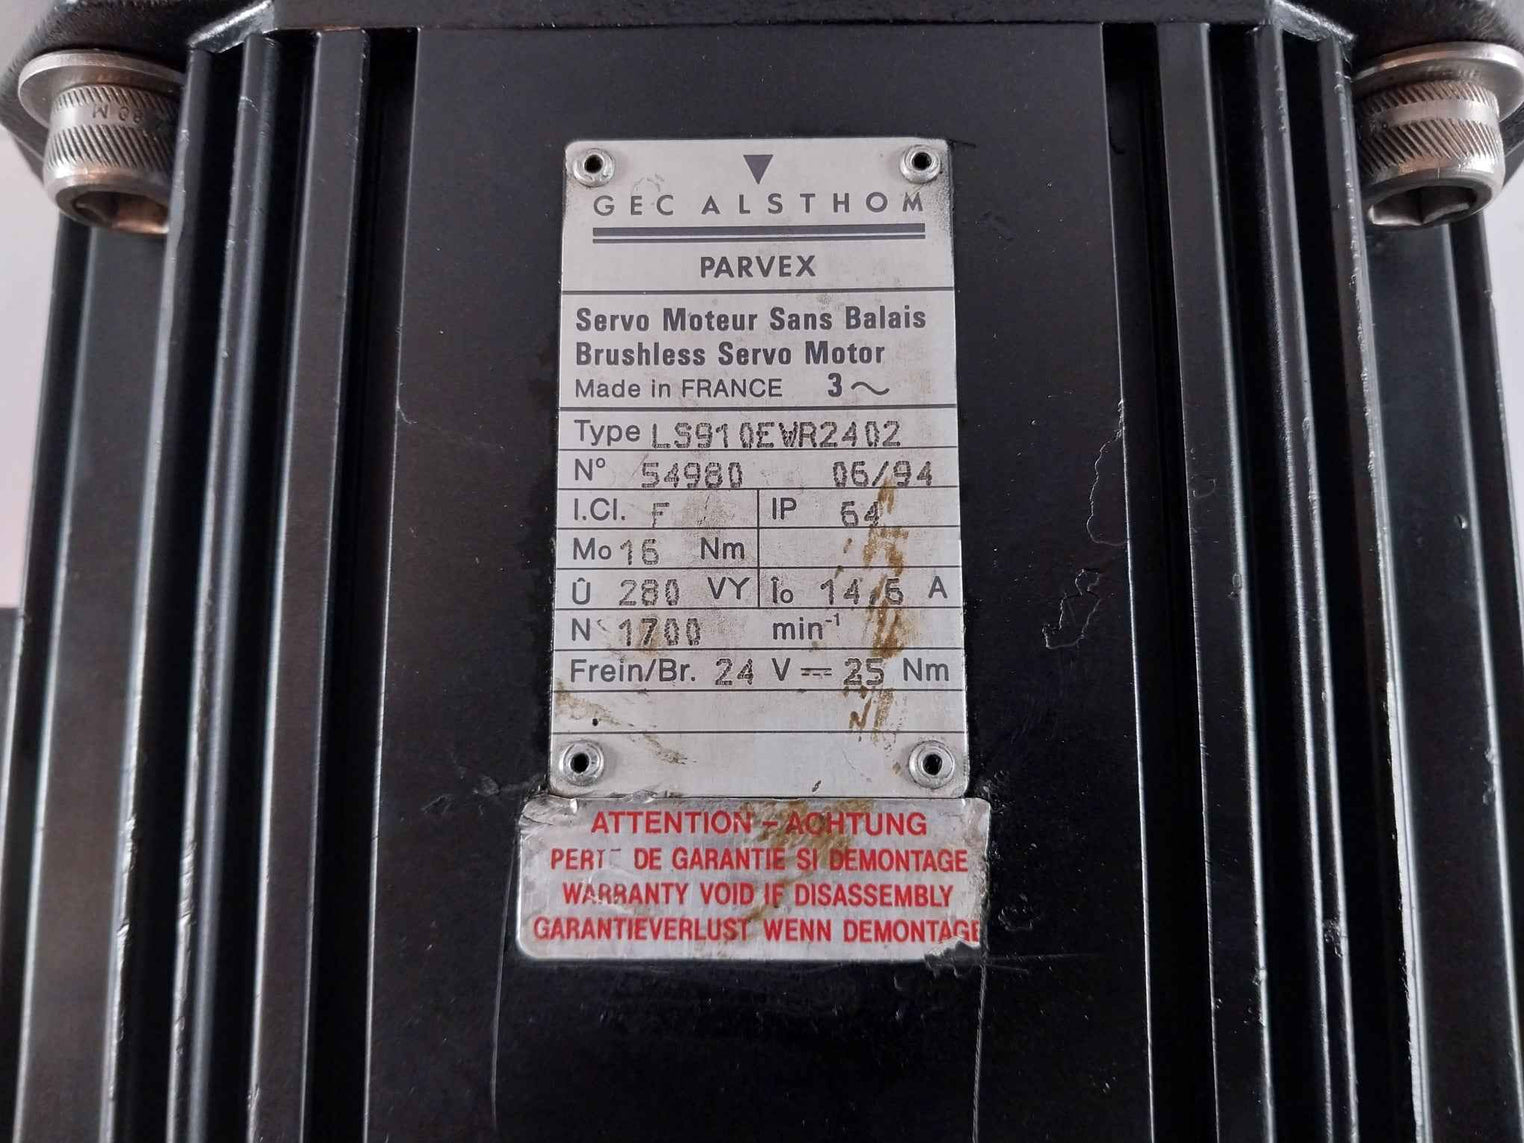 GEC ALSTHOM
PARVEX
Servo Moteur Sans Balais
Brushless Servo Motor
Made in FRANCE 3~
Type LS910EWR2402
Nº 54980 06/94
I.Cl. F IP 64
Mo 16 Nm
Û 280 VY Îo 14,6 A
N 1700 min⁻¹
Frein/Br. 24 V ⎓ 25 Nm
ATTENTION - ACHTUNG
PERTE DE GARANTIE SI DEMONTAGE
WARRANTY VOID IF DISASSEMBLY
GARANTIEVERLUST WENN DEMONTAGE